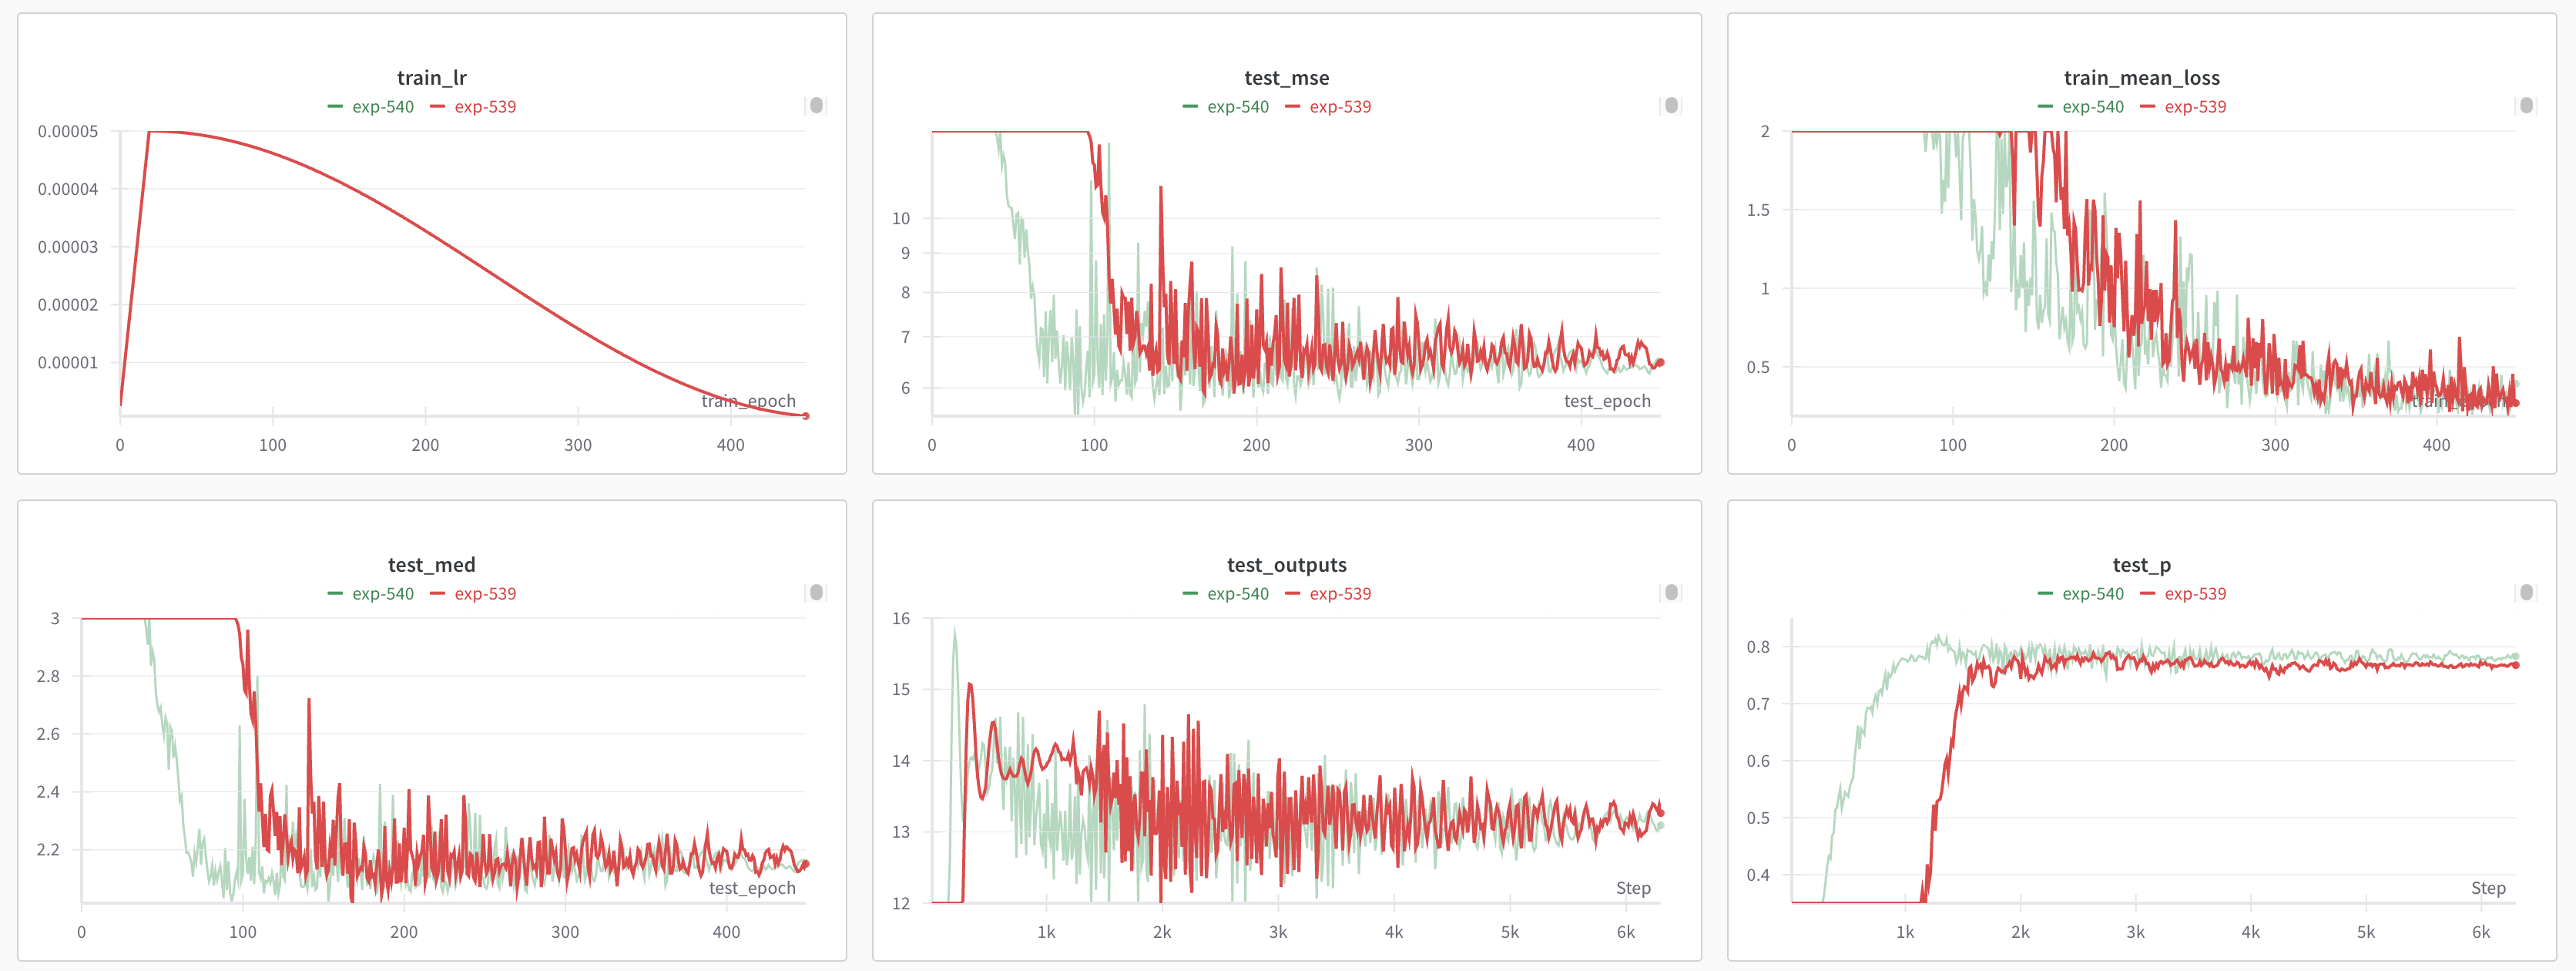 train_lr
exp-540 exp-539
0.00005
0.00004
0.00003
0.00002
0.00001
train_epoch
0 100 200 300 400
test_mse
exp-540 exp-539
10
9
8
7
6
test_epoch
0 100 200 300 400
train_mean_loss
exp-540 exp-539
2
1.5
1
0.5
train_epoch
0 100 200 300 400
test_med
exp-540 exp-539
3
2.8
2.6
2.4
2.2
test_epoch
0 100 200 300 400
test_outputs
exp-540 exp-539
16
15
14
13
12
Step
1k 2k 3k 4k 5k 6k
test_p
exp-540 exp-539
0.8
0.7
0.6
0.5
0.4
Step
1k 2k 3k 4k 5k 6k